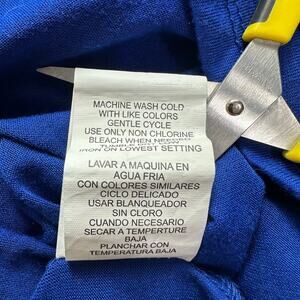 MACHINE WASH COLD
WITH LIKE COLORS
GENTLE CYCLE
USE ONLY NON CHLORINE
BLEACH WHEN NEEDED
IRON ON LOWEST SETTING
LAVAR A MAQUINA EN
AGUA FRIA
CON COLORES SIMILARES
CICLO DELICADO
USAR BLANQUEADOR
SIN CLORO
CUANDO NECESARIO
SECAR A TEMPERTURE
BAJA
PLANCHAR CON
TEMPERATURA BAJA